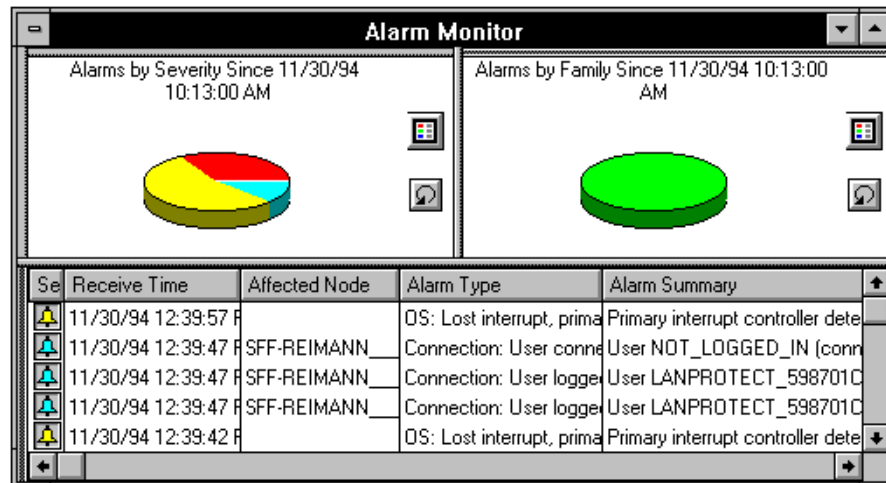 Alarm Monitor
Alarms by Severity Since 11/30/94
10:13:00 AM
Alarms by Family Since 11/30/94 10:13:00
AM
Se Receive Time Affected Node Alarm Type Alarm Summary
11/30/94 12:39:57 P OS: Lost interrupt, prima Primary interrupt controller dete
11/30/94 12:39:47 P SFF-REIMANN___ Connection: User conne User NOT_LOGGED_IN (conn
11/30/94 12:39:47 P SFF-REIMANN___ Connection: User logge User LANPROTECT_598701C
11/30/94 12:39:47 P SFF-REIMANN___ Connection: User logge User LANPROTECT_598701C
11/30/94 12:39:42 P OS: Lost interrupt, prima Primary interrupt controller dete